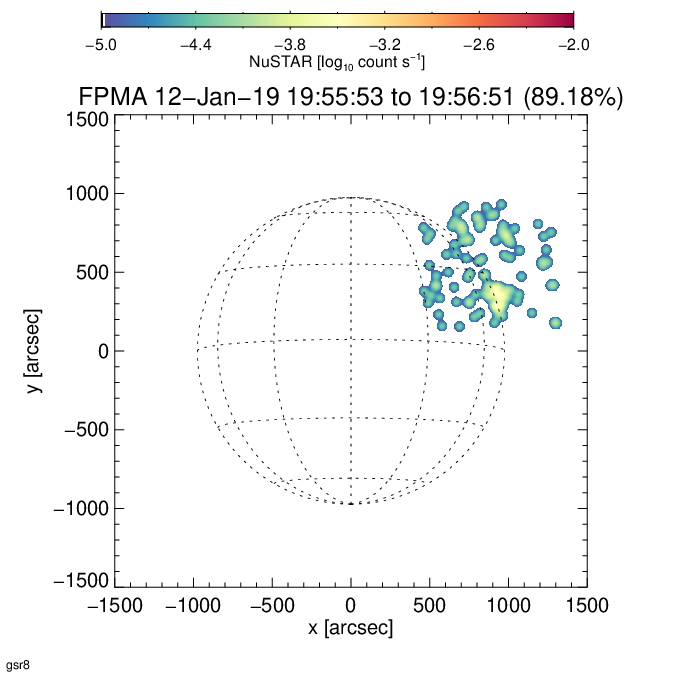 −5.0 −4.4 −3.8 −3.2 −2.6 −2.0
NuSTAR [log₁₀ count s⁻¹]
FPMA 12−Jan−19 19:55:53 to 19:56:51 (89.18%)
1500
1000
500
0
−500
−1000
−1500
y [arcsec]
−1500 −1000 −500 0 500 1000 1500
x [arcsec]
gsr8